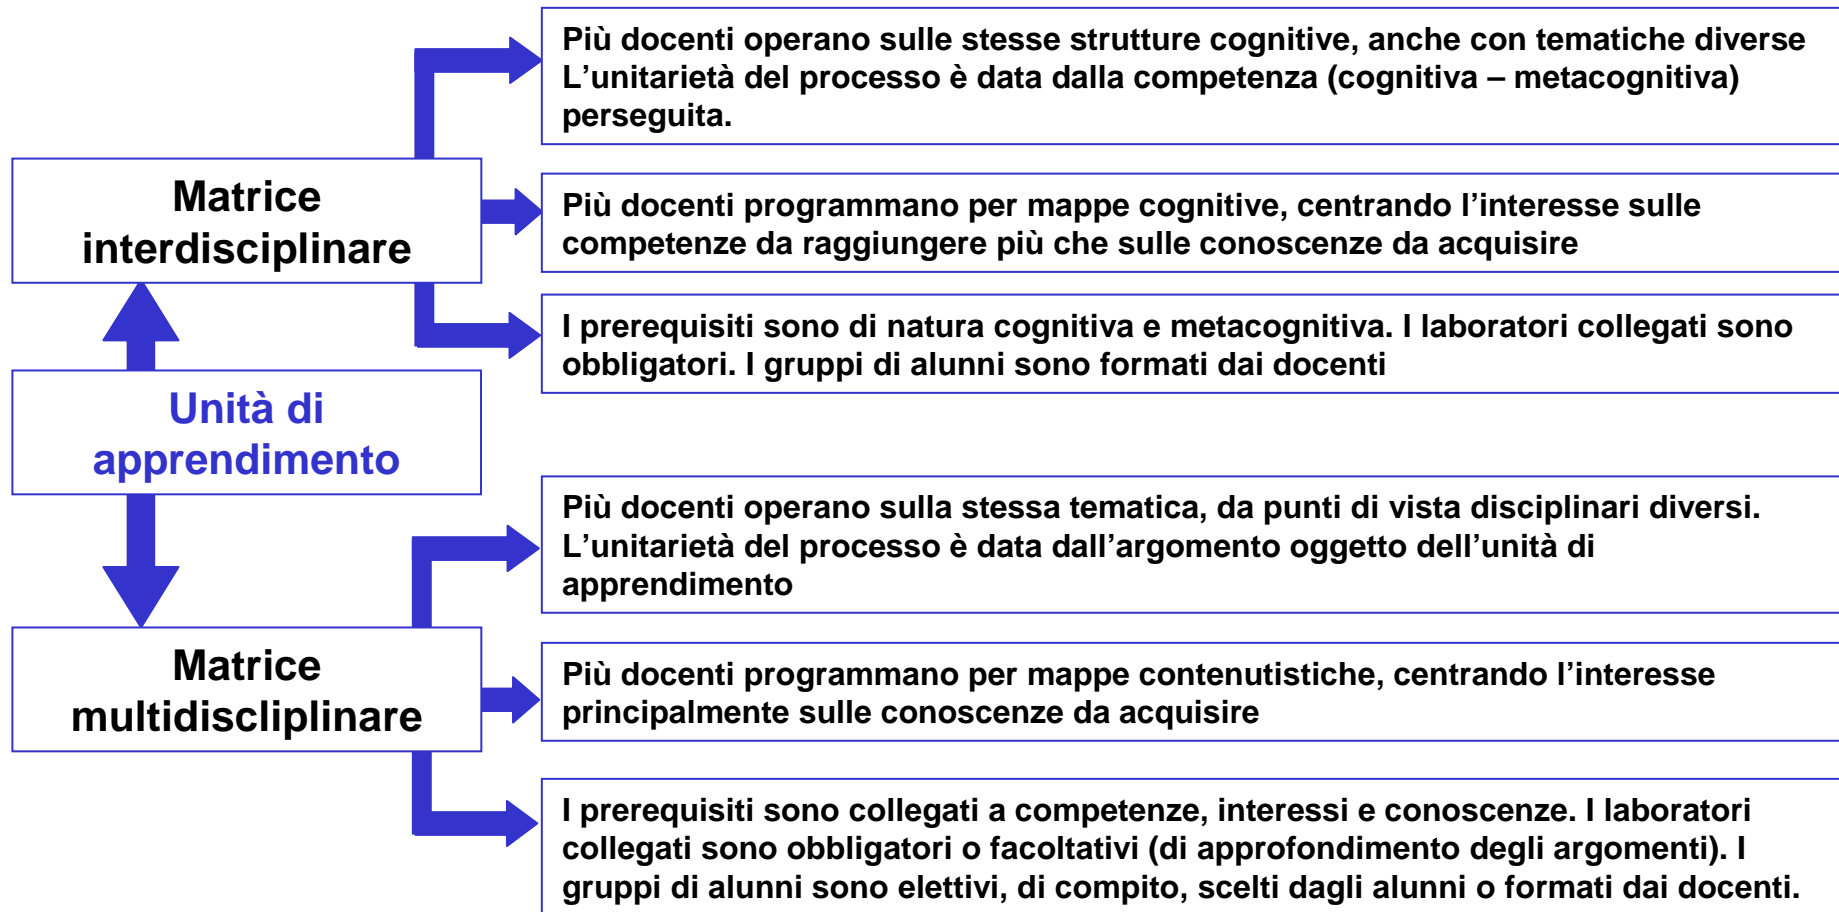 Più docenti operano sulle stesse strutture cognitive, anche con tematiche diverse
L’unitarietà del processo è data dalla competenza (cognitiva – metacognitiva)
perseguita.
Matrice
interdisciplinare
Più docenti programmano per mappe cognitive, centrando l’interesse sulle
competenze da raggiungere più che sulle conoscenze da acquisire
I prerequisiti sono di natura cognitiva e metacognitiva. I laboratori collegati sono
obbligatori. I gruppi di alunni sono formati dai docenti
Unità di
apprendimento
Più docenti operano sulla stessa tematica, da punti di vista disciplinari diversi.
L’unitarietà del processo è data dall’argomento oggetto dell’unità di
apprendimento
Matrice
multidiscliplinare
Più docenti programmano per mappe contenutistiche, centrando l’interesse
principalmente sulle conoscenze da acquisire
I prerequisiti sono collegati a competenze, interessi e conoscenze. I laboratori
collegati sono obbligatori o facoltativi (di approfondimento degli argomenti). I
gruppi di alunni sono elettivi, di compito, scelti dagli alunni o formati dai docenti.